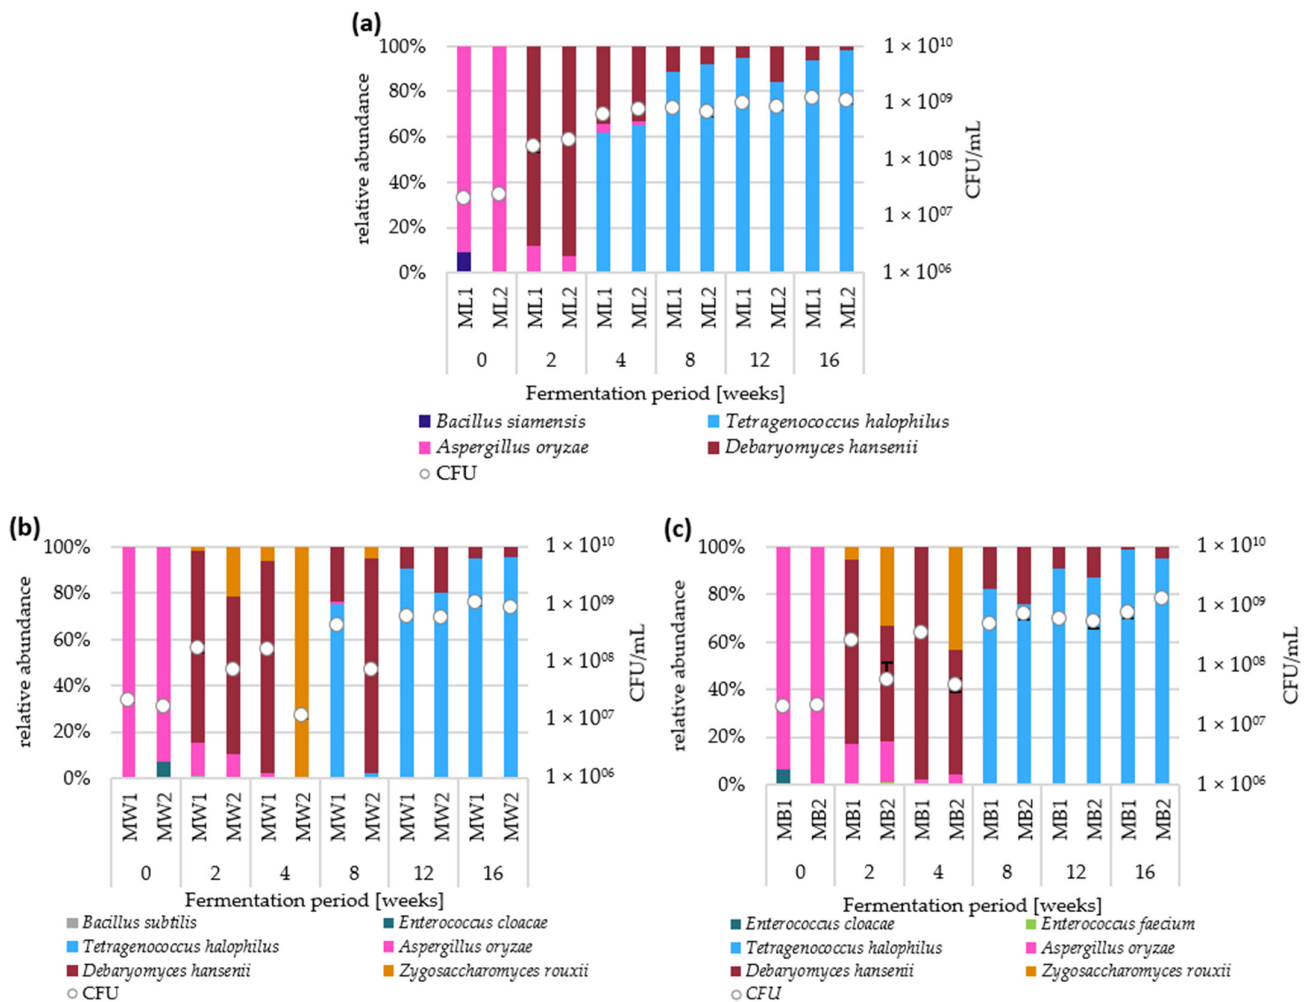 (a)
100% 1 × 10¹⁰
80% 1 × 10⁰⁹
60% 1 × 10⁰⁸
40% 1 × 10⁰⁷
20%
0% 1 × 10⁰⁶
relative abundance
CFU/mL
ML1 ML2 ML1 ML2 ML1 ML2 ML1 ML2 ML1 ML2 ML1 ML2
0 2 4 8 12 16
Fermentation period [weeks]
Bacillus siamensis Tetragenococcus halophilus
Aspergillus oryzae Debaryomyces hansenii
CFU
(b)
100% 1 × 10¹⁰
80% 1 × 10⁰⁹
60% 1 × 10⁰⁸
40% 1 × 10⁰⁷
20%
0% 1 × 10⁰⁶
relative abundance
CFU/mL
MW1 MW2 MW1 MW2 MW1 MW2 MW1 MW2 MW1 MW2 MW1 MW2
0 2 4 8 12 16
Fermentation period [weeks]
Bacillus subtilis Enterococcus cloacae
Tetragenococcus halophilus Aspergillus oryzae
Debaryomyces hansenii Zygosaccharomyces rouxii
CFU
(c)
100% 1 × 10¹⁰
80% 1 × 10⁰⁹
60% 1 × 10⁰⁸
40% 1 × 10⁰⁷
20%
0% 1 × 10⁰⁶
relative abundance
CFU/mL
MB1 MB2 MB1 MB2 MB1 MB2 MB1 MB2 MB1 MB2 MB1 MB2
0 2 4 8 12 16
Fermentation period [weeks]
Enterococcus cloacae Enterococcus faecium
Tetragenococcus halophilus Aspergillus oryzae
Debaryomyces hansenii Zygosaccharomyces rouxii
CFU